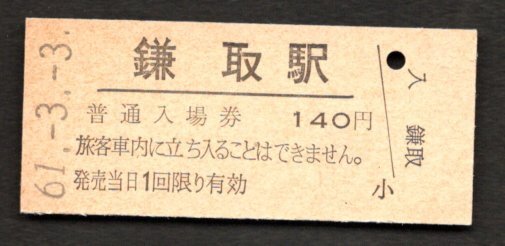 61.-3.-3.
鎌取駅
普通入場券 140円
旅客車内に立ち入ることはできません。
発売当日1回限り有効
入 鎌取
小